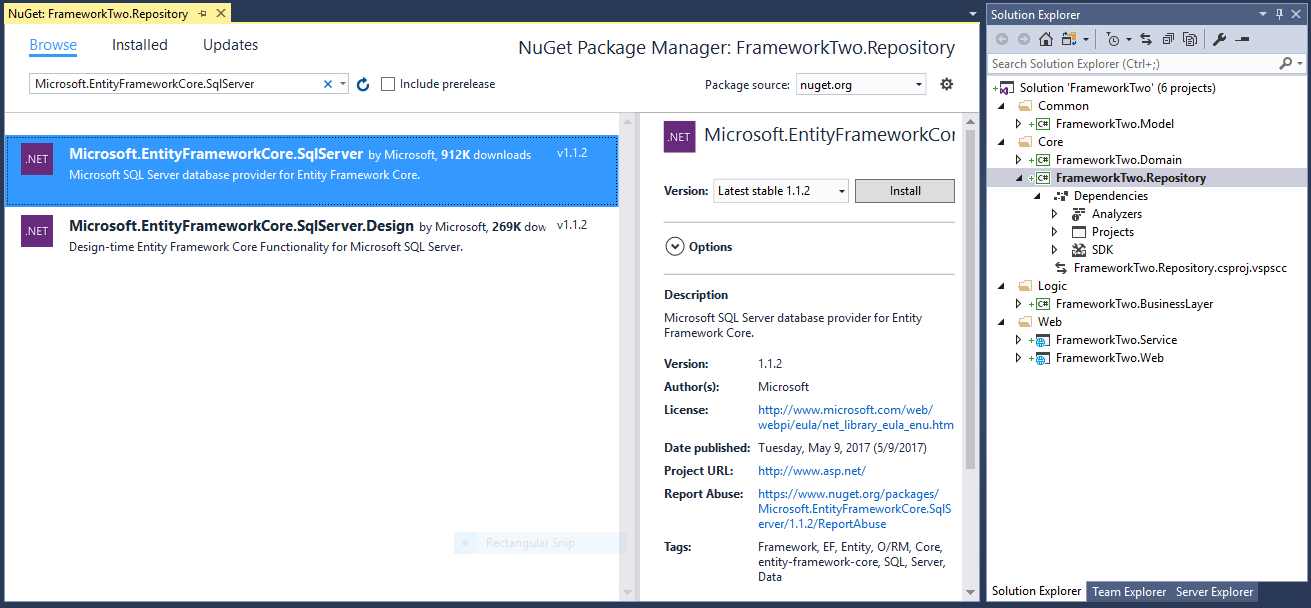 NuGet: FrameworkTwo.Repository
Browse Installed Updates
NuGet Package Manager: FrameworkTwo.Repository
Microsoft.EntityFrameworkCore.SqlServer
Include prerelease
Package source: nuget.org
.NET
Microsoft.EntityFrameworkCore.SqlServer by Microsoft, 912K downloads v1.1.2
Microsoft SQL Server database provider for Entity Framework Core.
.NET
Microsoft.EntityFrameworkCore.SqlServer.Design by Microsoft, 269K dow v1.1.2
Design-time Entity Framework Core Functionality for Microsoft SQL Server.
Rectangular Snip
.NET
Microsoft.EntityFrameworkCor
Version: Latest stable 1.1.2 Install
Options
Description
Microsoft SQL Server database provider for Entity
Framework Core.
Version: 1.1.2
Author(s): Microsoft
License: http://www.microsoft.com/web/
webpi/eula/net_library_eula_enu.htm
Date published: Tuesday, May 9, 2017 (5/9/2017)
Project URL: http://www.asp.net/
Report Abuse: https://www.nuget.org/packages/
Microsoft.EntityFrameworkCore.SqlS
erver/1.1.2/ReportAbuse
Tags: Framework, EF, Entity, O/RM, Core,
entity-framework-core, SQL, Server,
Data
Solution Explorer
Search Solution Explorer (Ctrl+;)
Solution 'FrameworkTwo' (6 projects)
Common
C# FrameworkTwo.Model
Core
C# FrameworkTwo.Domain
C# FrameworkTwo.Repository
Dependencies
Analyzers
Projects
SDK
FrameworkTwo.Repository.csproj.vspscc
Logic
C# FrameworkTwo.BusinessLayer
Web
FrameworkTwo.Service
FrameworkTwo.Web
Solution Explorer Team Explorer Server Explorer